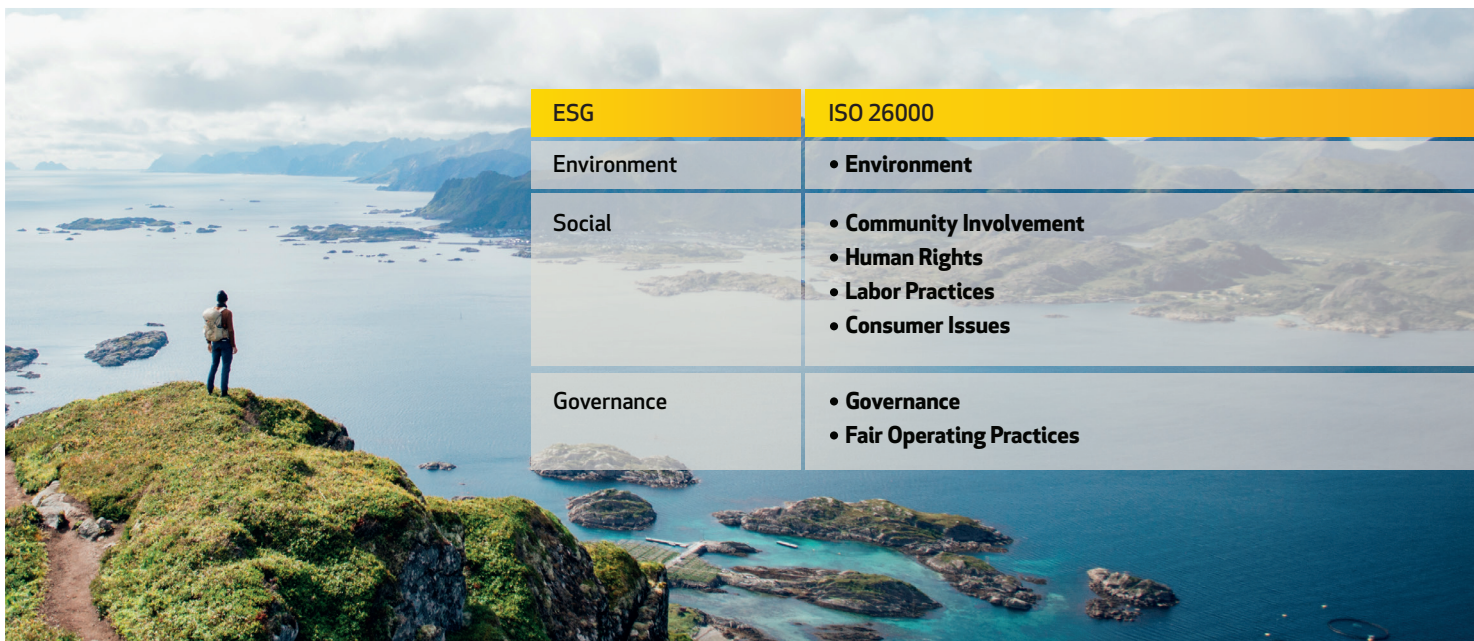 ESG ISO 26000
Environment • Environment
Social • Community Involvement
• Human Rights
• Labor Practices
• Consumer Issues
Governance • Governance
• Fair Operating Practices